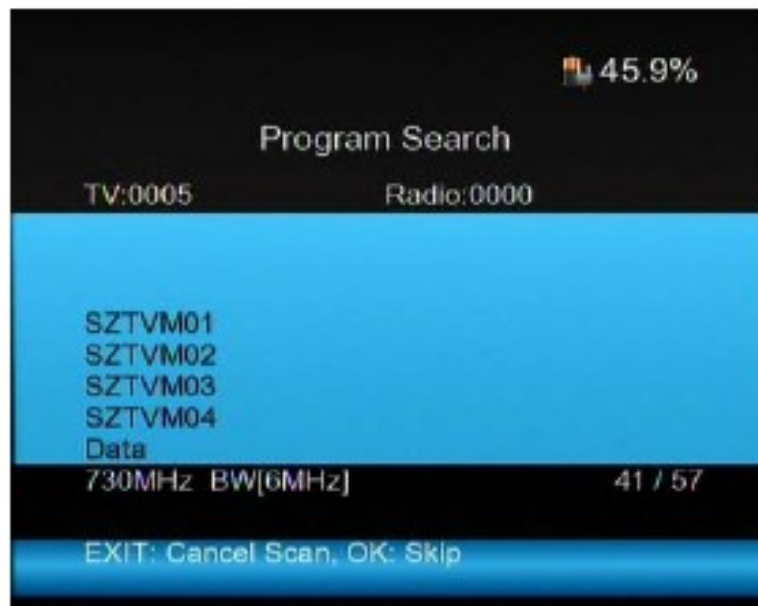 45.9%
Program Search
TV:0005 Radio:0000
SZTVM01
SZTVM02
SZTVM03
SZTVM04
Data
730MHz BW[6MHz] 41 / 57
EXIT: Cancel Scan, OK: Skip